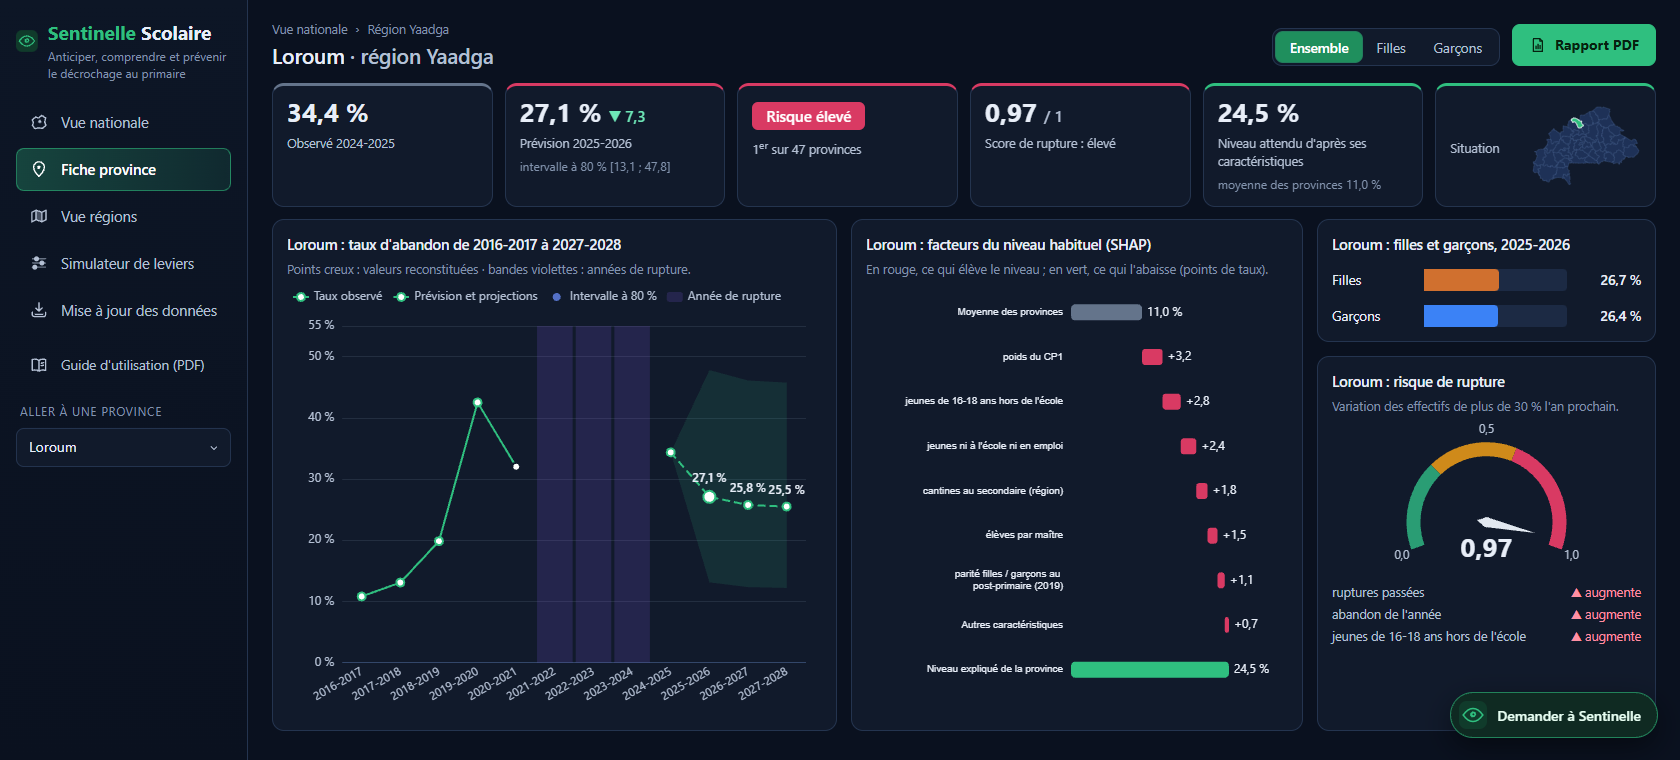 Sentinelle Scolaire
Anticiper, comprendre et prévenir
le décrochage au primaire
Vue nationale
Fiche province
Vue régions
Simulateur de leviers
Mise à jour des données
Guide d'utilisation (PDF)
ALLER À UNE PROVINCE
Loroum
Vue nationale › Région Yaadga
Loroum · région Yaadga
Ensemble
Filles
Garçons
Rapport PDF
34,4 %
Observé 2024-2025
27,1 % ▼ 7,3
Prévision 2025-2026
intervalle à 80 % [13,1 ; 47,8]
Risque élevé
1er sur 47 provinces
0,97 / 1
Score de rupture : élevé
24,5 %
Niveau attendu d'après ses
caractéristiques
moyenne des provinces 11,0 %
Situation
Loroum : taux d'abandon de 2016-2017 à 2027-2028
Points creux : valeurs reconstituées · bandes violettes : années de rupture.
Taux observé
Prévision et projections
Intervalle à 80 %
Année de rupture
55 %
50 %
40 %
30 %
20 %
10 %
0 %
27,1 %
25,8 %
25,5 %
2016-2017
2017-2018
2018-2019
2019-2020
2020-2021
2021-2022
2022-2023
2023-2024
2024-2025
2025-2026
2026-2027
2027-2028
Loroum : facteurs du niveau habituel (SHAP)
En rouge, ce qui élève le niveau ; en vert, ce qui l'abaisse (points de taux).
Moyenne des provinces 11,0 %
poids du CP1 +3,2
jeunes de 16-18 ans hors de l'école +2,8
jeunes ni à l'école ni en emploi +2,4
cantines au secondaire (région) +1,8
élèves par maître +1,5
parité filles / garçons au
post-primaire (2019) +1,1
Autres caractéristiques +0,7
Niveau expliqué de la province 24,5 %
Loroum : filles et garçons, 2025-2026
Filles 26,7 %
Garçons 26,4 %
Loroum : risque de rupture
Variation des effectifs de plus de 30 % l'an prochain.
0,5
0,0
0,97
1,0
ruptures passées ▲ augmente
abandon de l'année ▲ augmente
jeunes de 16-18 ans hors de l'école ▲ augmente
Demander à Sentinelle